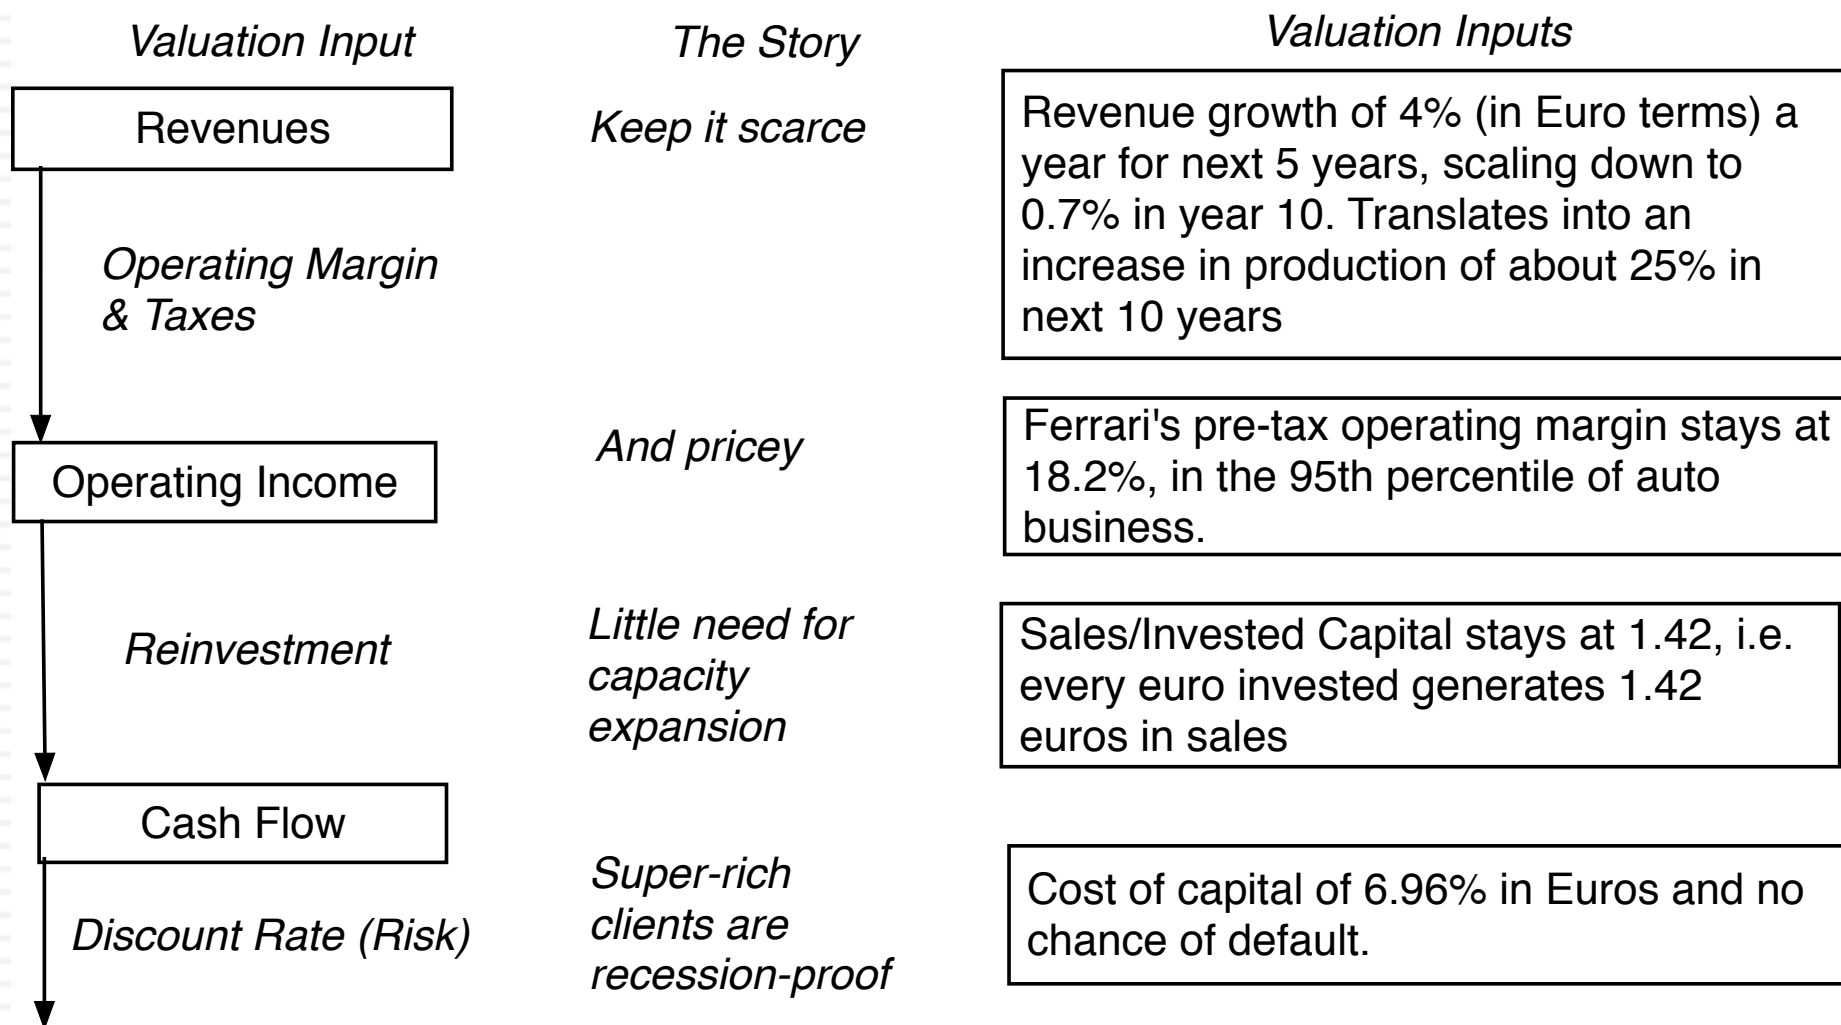 Valuation Input
The Story
Valuation Inputs
Revenues
Keep it scarce
Revenue growth of 4% (in Euro terms) a
year for next 5 years, scaling down to
0.7% in year 10. Translates into an
increase in production of about 25% in
next 10 years
Operating Margin
& Taxes
Operating Income
And pricey
Ferrari's pre-tax operating margin stays at
18.2%, in the 95th percentile of auto
business.
Reinvestment
Little need for
capacity
expansion
Sales/Invested Capital stays at 1.42, i.e.
every euro invested generates 1.42
euros in sales
Cash Flow
Discount Rate (Risk)
Super-rich
clients are
recession-proof
Cost of capital of 6.96% in Euros and no
chance of default.